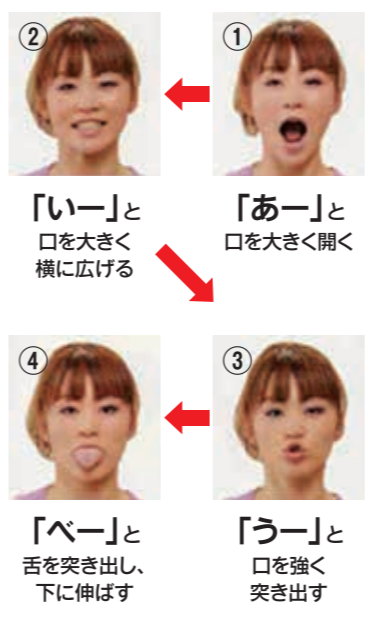 ①
「あー」と
口を大きく開く
②
「いー」と
口を大きく
横に広げる
③
「うー」と
口を強く
突き出す
④
「べー」と
舌を突き出し、
下に伸ばす